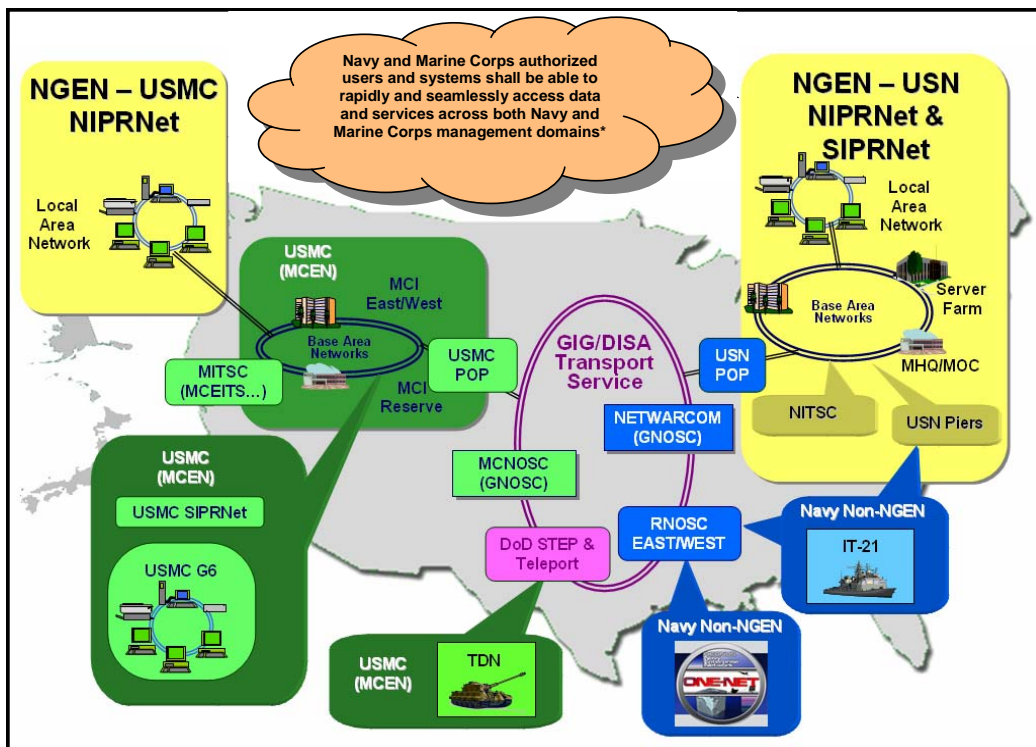 Navy and Marine Corps authorized
users and systems shall be able to
rapidly and seamlessly access data
and services across both Navy and
Marine Corps management domains*
NGEN – USMC
NIPRNet
Local
Area
Network
NGEN – USN
NIPRNet &
SIPRNet
Local
Area
Network
Server
Farm
Base Area
Networks
MHQ/MOC
NITSC
USN Piers
USMC
(MCEN)
MCI
East/West
Base Area
Networks
MCI
Reserve
MITSC
(MCEITS...)
USMC
POP
GIG/DISA
Transport
Service
USN
POP
NETWARCOM
(GNOSC)
MCNOSC
(GNOSC)
DoD STEP &
Teleport
RNOSC
EAST/WEST
USMC
(MCEN)
USMC SIPRNet
USMC G6
USMC
(MCEN)
TDN
Navy Non-NGEN
ONE-NET
Navy Non-NGEN
IT-21